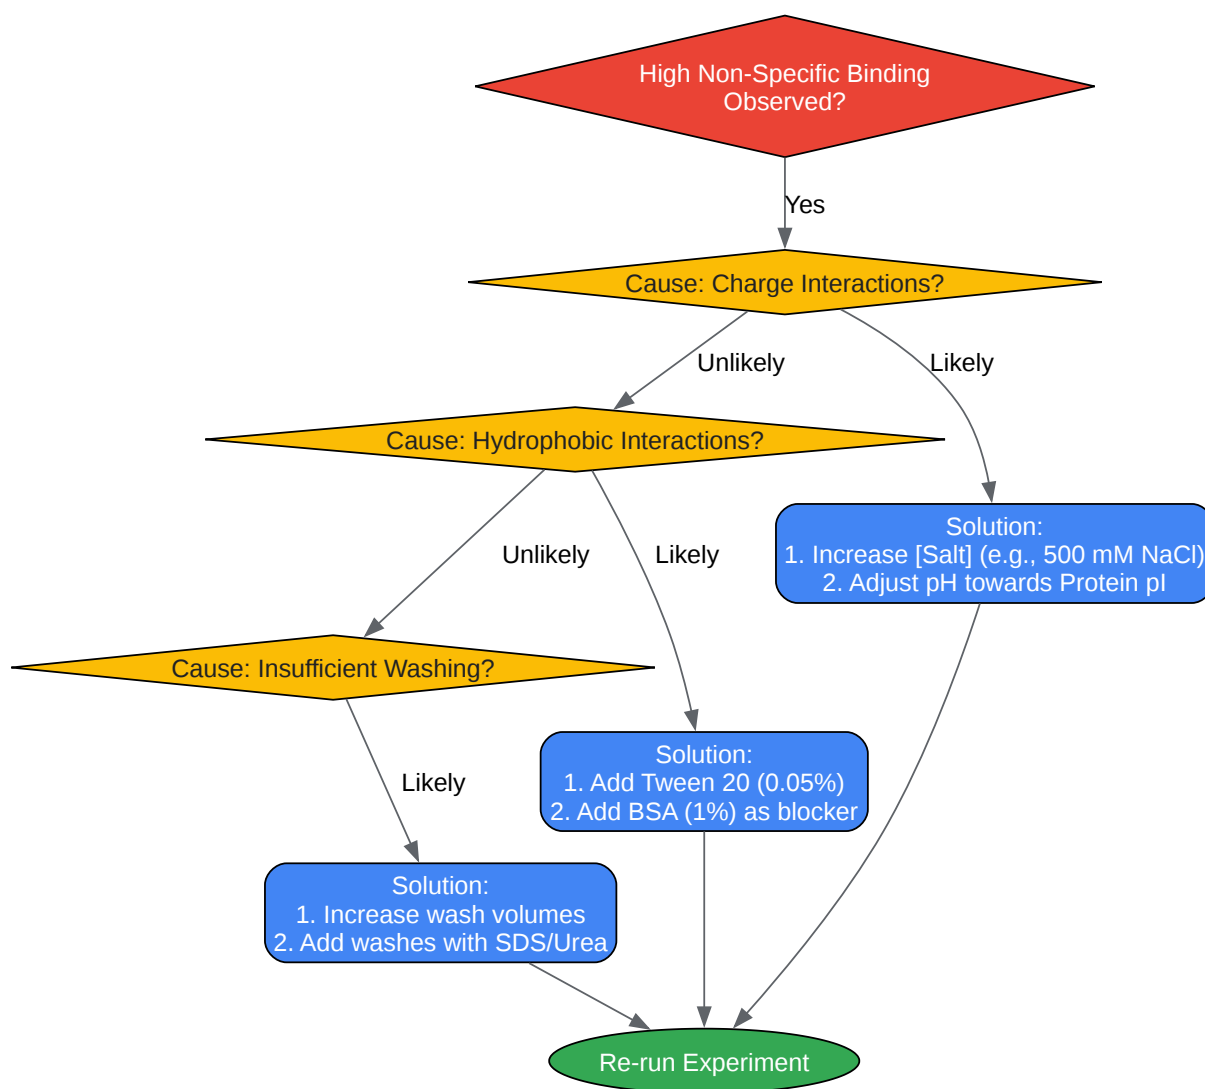 High Non-Specific Binding
Observed?
Yes
Cause: Charge Interactions?
Unlikely
Likely
Cause: Hydrophobic Interactions?
Solution:
1. Increase [Salt] (e.g., 500 mM NaCl)
2. Adjust pH towards Protein pI
Unlikely
Likely
Cause: Insufficient Washing?
Solution:
1. Add Tween 20 (0.05%)
2. Add BSA (1%) as blocker
Likely
Solution:
1. Increase wash volumes
2. Add washes with SDS/Urea
Re-run Experiment